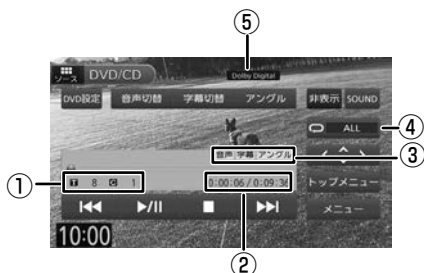 ⑤
ソース DVD/CD Dolby Digital
DVD設定 音声切替 字幕切替 アングル 非表示 SOUND
ALL ④
音声 字幕 アングル ③
① T 8 C 1 0:00:06/0:09:36 トップメニュー
メニュー
10:00
②